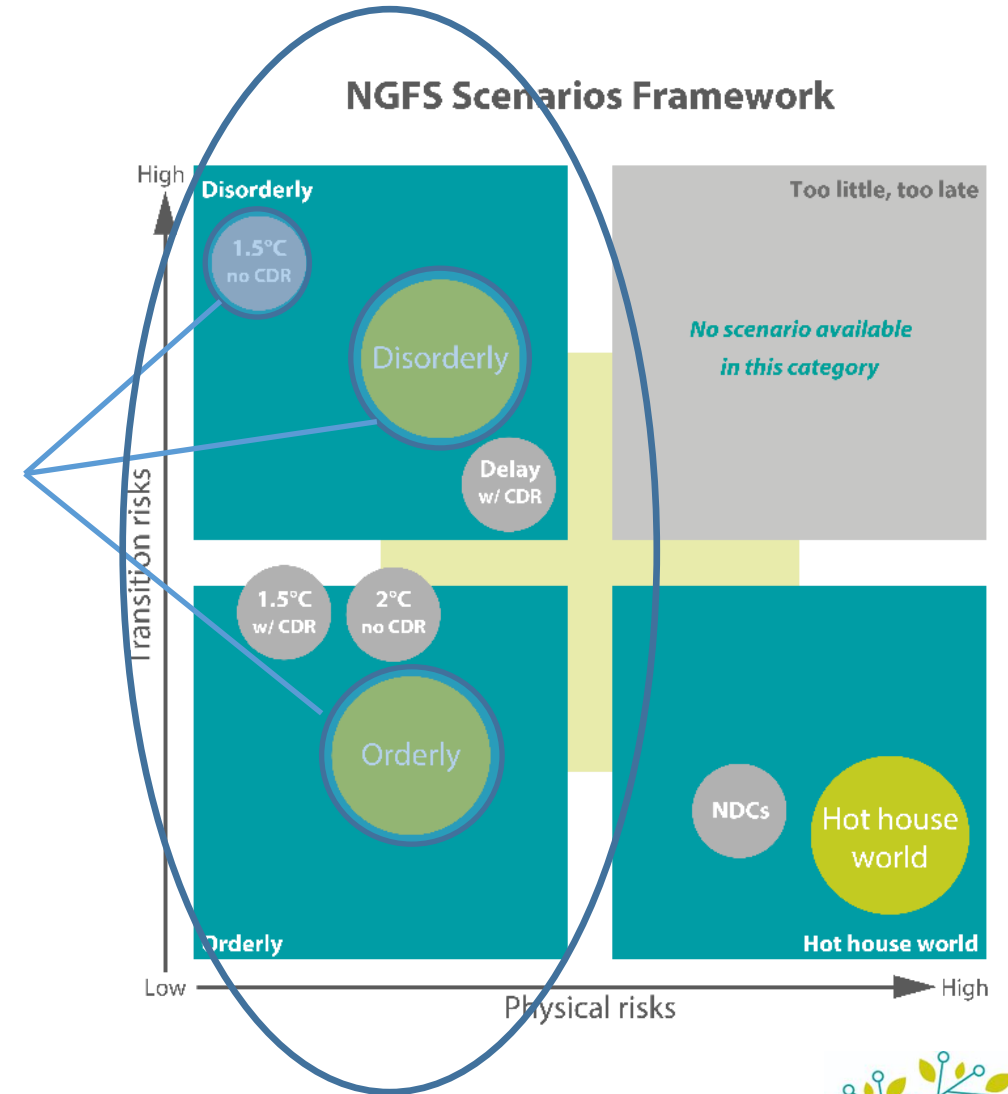 NGFS Scenarios Framework
High
Disorderly
Too little, too late
1.5°C
no CDR
No scenario available
in this category
Disorderly
Delay
w/ CDR
Transition risks
1.5°C
w/ CDR
2°C
no CDR
Orderly
NDCs
Hot house
world
Orderly
Hot house world
Low
High
Physical risks